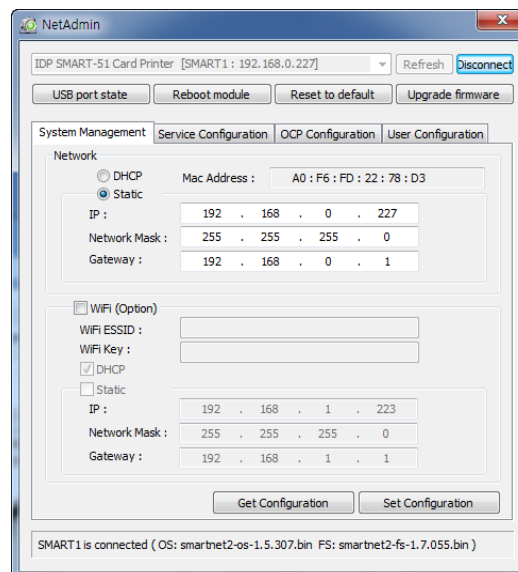 NetAdmin
IDP SMART-51 Card Printer [SMART1 : 192.168.0.227] Refresh Disconnect
USB port state Reboot module Reset to default Upgrade firmware
System Management Service Configuration OCP Configuration User Configuration
Network
DHCP Mac Address : A0 : F6 : FD : 22 : 78 : D3
Static
IP : 192 . 168 . 0 . 227
Network Mask : 255 . 255 . 255 . 0
Gateway : 192 . 168 . 0 . 1
WiFi (Option)
WiFi ESSID :
WiFi Key :
DHCP
Static
IP : 192 . 168 . 1 . 223
Network Mask : 255 . 255 . 255 . 0
Gateway : 192 . 168 . 1 . 1
Get Configuration Set Configuration
SMART1 is connected ( OS: smartnet2-os-1.5.307.bin FS: smartnet2-fs-1.7.055.bin )